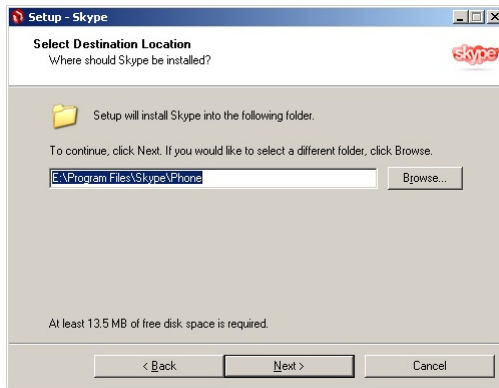 Setup - Skype
Select Destination Location
Where should Skype be installed?
skype
Setup will install Skype into the following folder.
To continue, click Next. If you would like to select a different folder, click Browse.
E:\Program Files\Skype\Phone
Browse...
At least 13.5 MB of free disk space is required.
< Back
Next >
Cancel